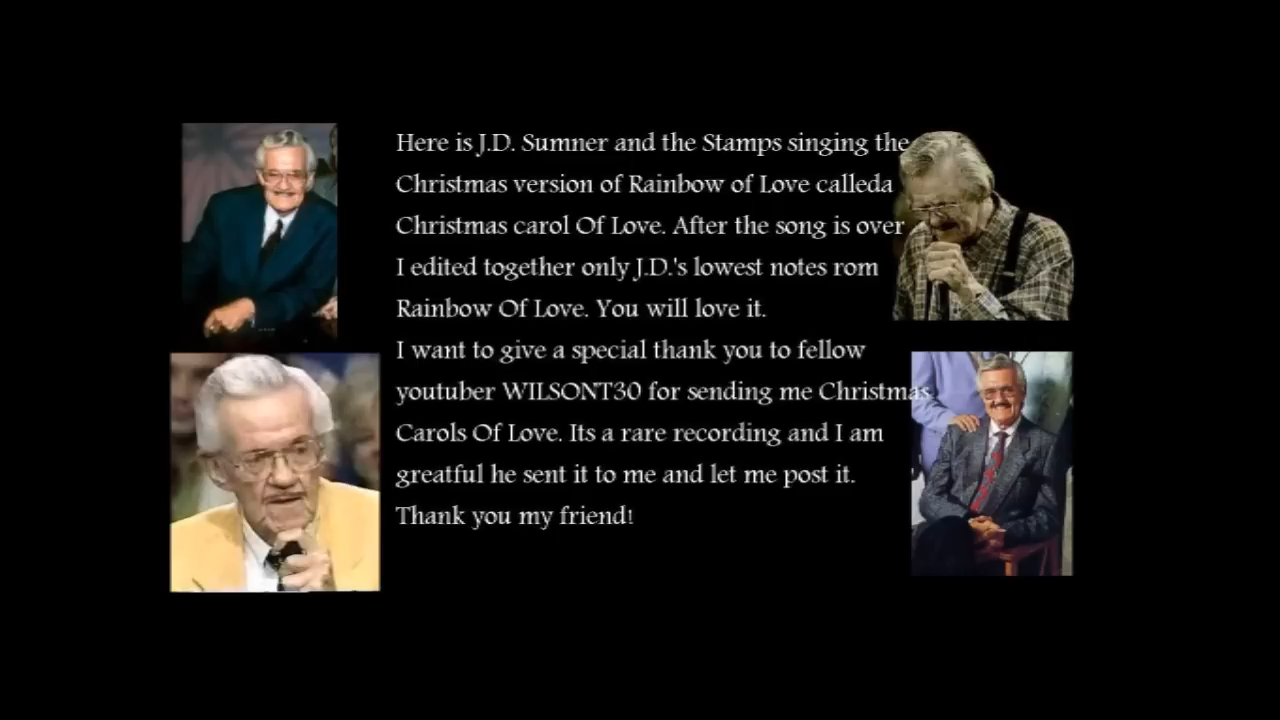 Here is J.D. Sumner and the Stamps singing the
Christmas version of Rainbow of Love calleda
Christmas carol Of Love. After the song is over
I edited together only J.D.'s lowest notes rom
Rainbow Of Love. You will love it.
I want to give a special thank you to fellow
youtuber WILSONT30 for sending me Christmas
Carols Of Love. Its a rare recording and I am
greatful he sent it to me and let me post it.
Thank you my friend!